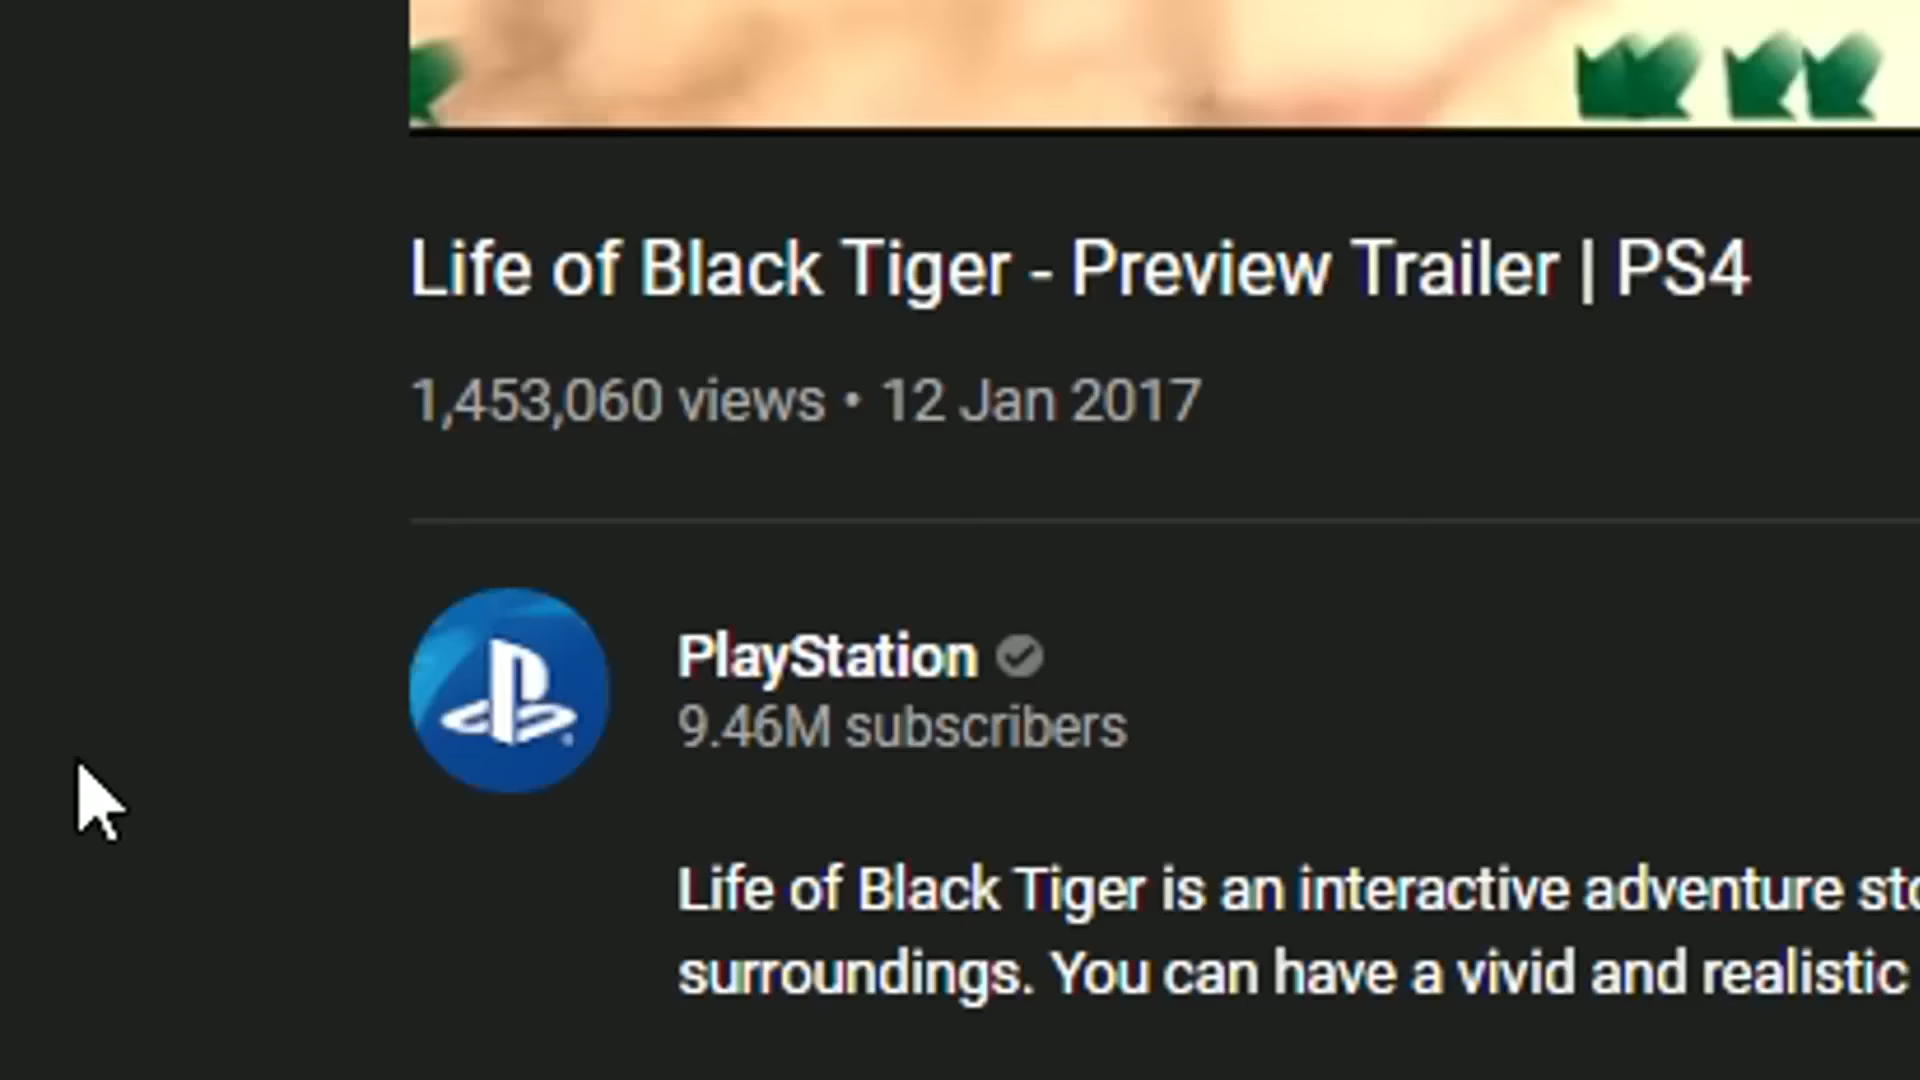 Life of Black Tiger - Preview Trailer | PS4
1,453,060 views • 12 Jan 2017
PlayStation
9.46M subscribers
Life of Black Tiger is an interactive adventure
surroundings. You can have a vivid and realistic